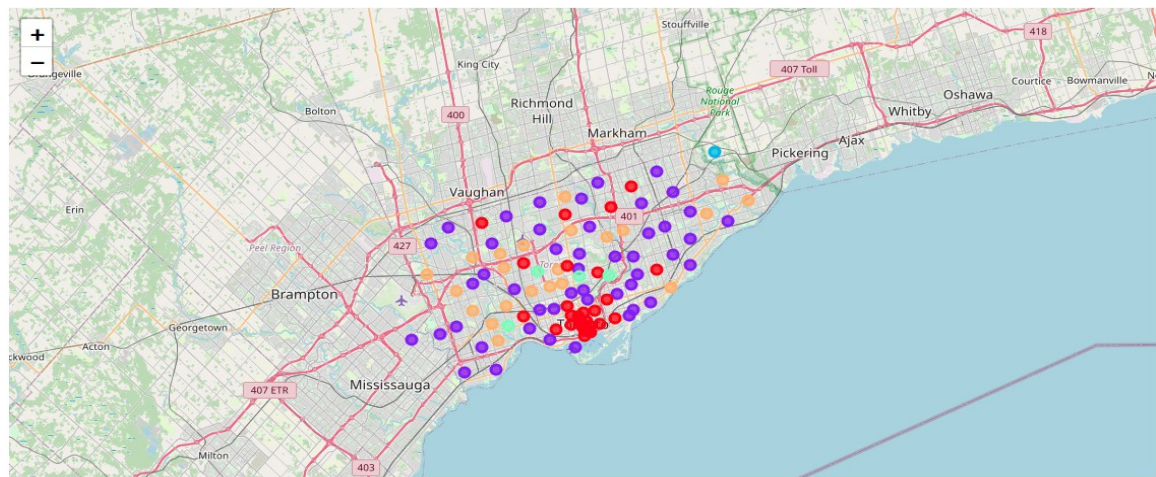 +
−
Stouffville
418
King City
407 Toll
Courtice
Bowmanville
Oshawa
Rouge
National
Park
Richmond
Hill
Bolton
400
Whitby
Markham
Ajax
Pickering
Vaughan
Erin
401
427
Peel Region
Brampton
Georgetown
Acton
Mississauga
407 ETR
Milton
403